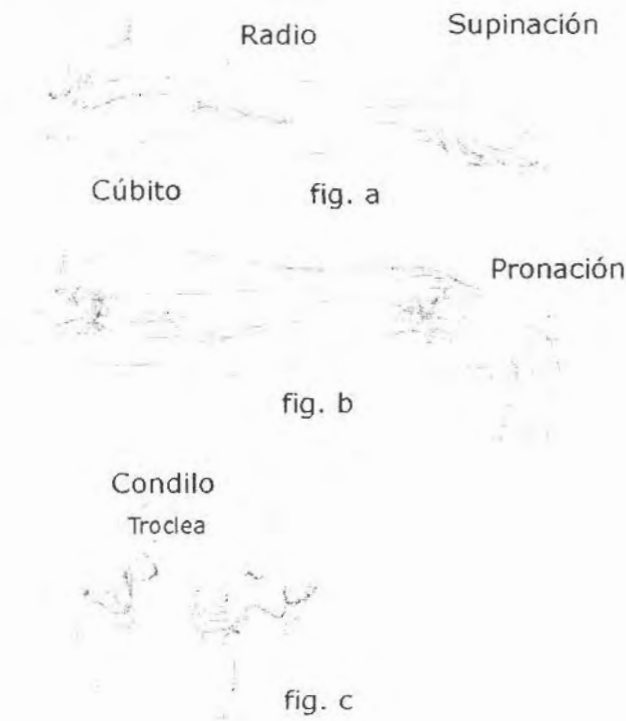 Radio
Supinación
Cúbito
fig. a
Pronación
fig. b
Condilo
Troclea
fig. c